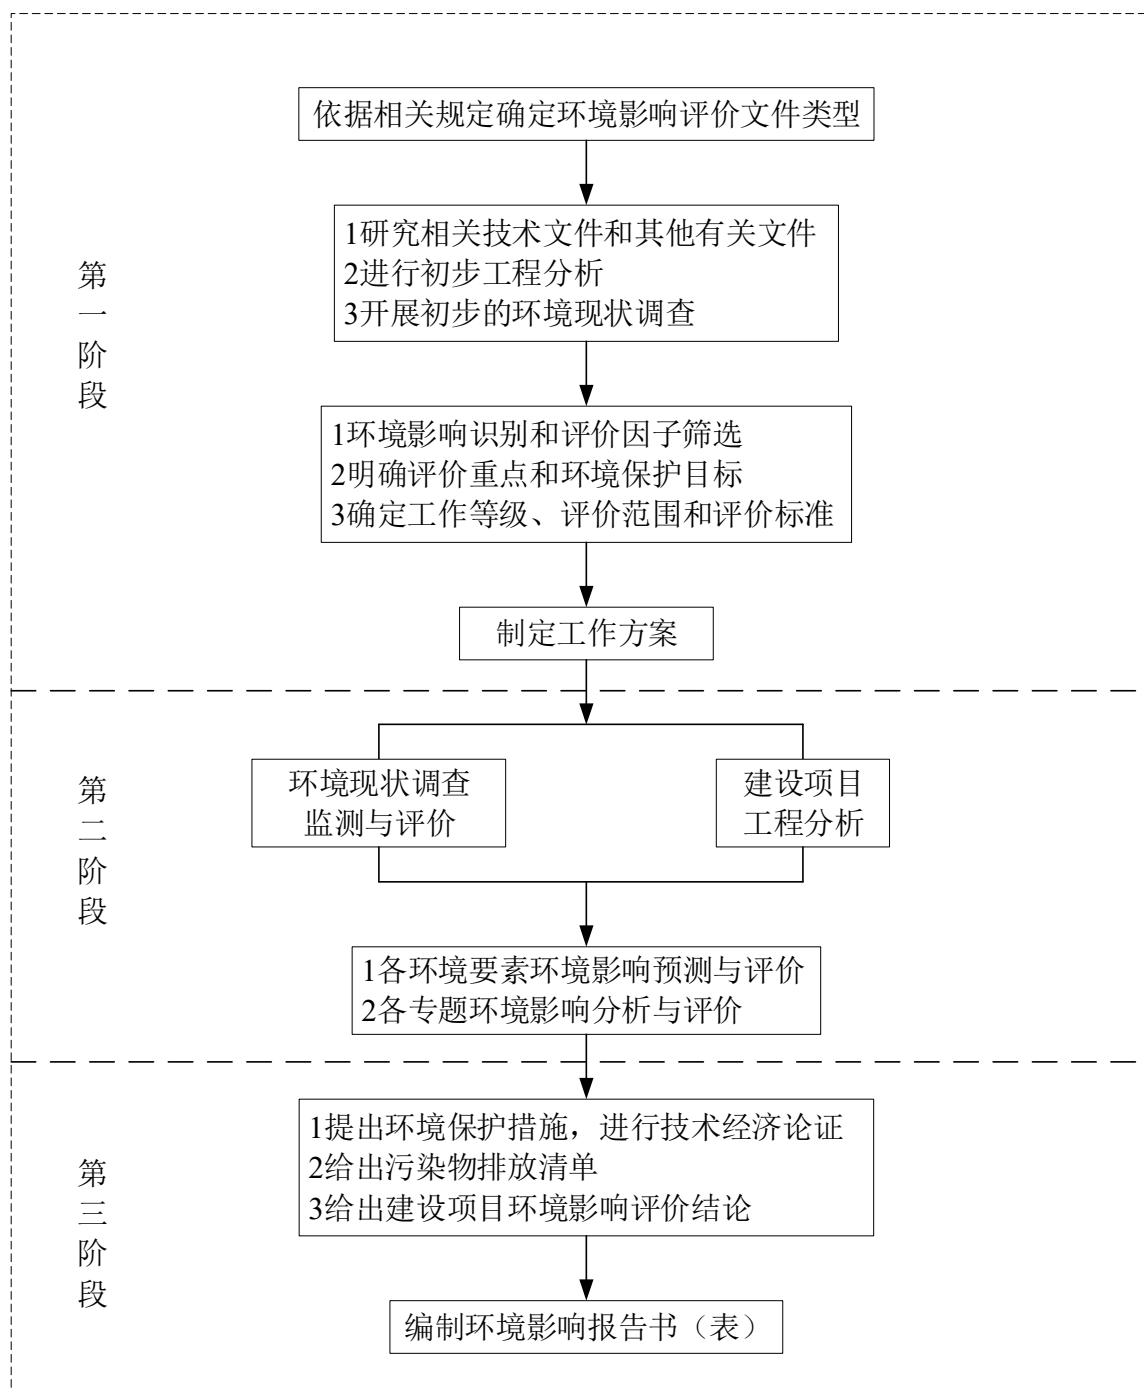 依据相关规定确定环境影响评价文件类型
第一阶段
1研究相关技术文件和其他有关文件
2进行初步工程分析
3开展初步的环境现状调查
1环境影响识别和评价因子筛选
2明确评价重点和环境保护目标
3确定工作等级、评价范围和评价标准
制定工作方案
第二阶段
环境现状调查
监测与评价
建设项目
工程分析
1各环境要素环境影响预测与评价
2各专题环境影响分析与评价
第三阶段
1提出环境保护措施，进行技术经济论证
2给出污染物排放清单
3给出建设项目环境影响评价结论
编制环境影响报告书（表）